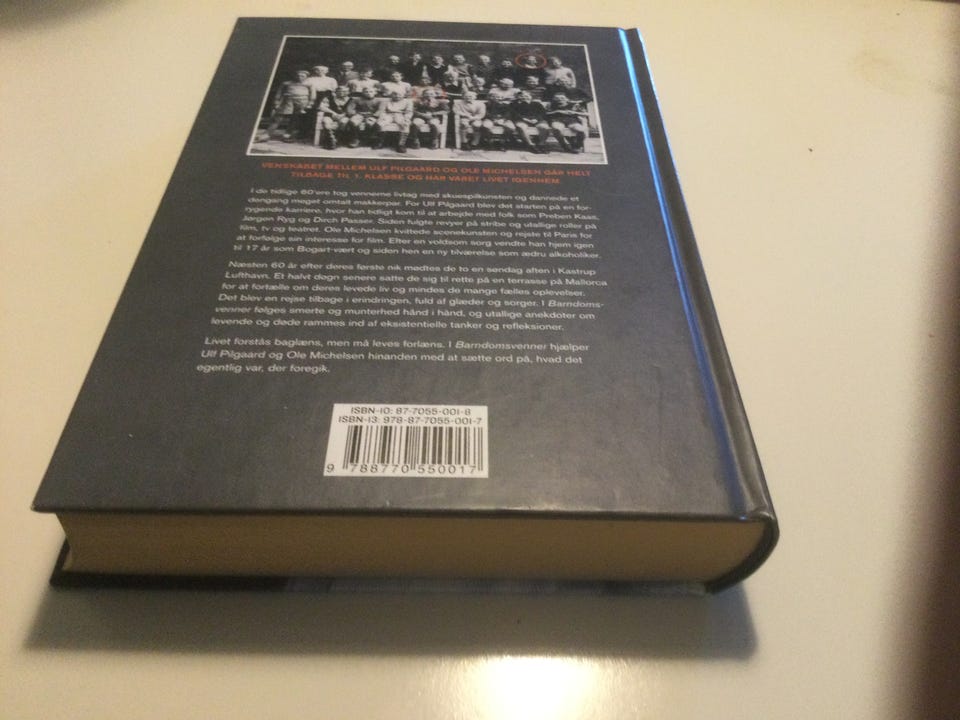 VENSKABET MELLEM ULF PILGAARD OG OLE MICHELSEN GÅR HELT
TILBAGE TIL 1. KLASSE OG HAR VARET LIVET IGENNEM
I de tidlige 60'ere tog vennerne livtag med skuespilkunsten og dannede et
dengang meget omtalt makkerpar. For Ulf Pilgaard blev det starten på en for-
rygende karriere, hvor han tidligt kom til at arbejde med folk som Preben Kaas,
Jørgen Ryg og Dirch Passer. Siden fulgte revyer på stribe og utallige roller på
film, tv og teatret. Ole Michelsen kvittede scenekunsten og rejste til Paris for
at forfølge sin interesse for film. Efter en voldsom sorg vendte han hjem igen
til 17 år som Bogart-vært og siden hen en ny tilværelse som ædru alkoholiker.
Næsten 60 år efter deres første nik mødtes de to en søndag aften i Kastrup
Lufthavn. Et halvt døgn senere satte de sig til rette på en terrasse på Mallorca
for at fortælle om deres levede liv og mindes de mange fælles oplevelser.
Det blev en rejse tilbage i erindringen, fuld af glæder og sorger. I Barndoms-
venner følges smerte og munterhed hånd i hånd, og utallige anekdoter om
levende og døde rammes ind af eksistentielle tanker og refleksioner.
Livet forstås baglæns, men må leves forlæns. I Barndomsvenner hjælper
Ulf Pilgaard og Ole Michelsen hinanden med at sætte ord på, hvad det
egentlig var, der foregik.
ISBN-10: 87-7055-001-8
ISBN-13: 978-87-7055-001-7
9 788770 550017